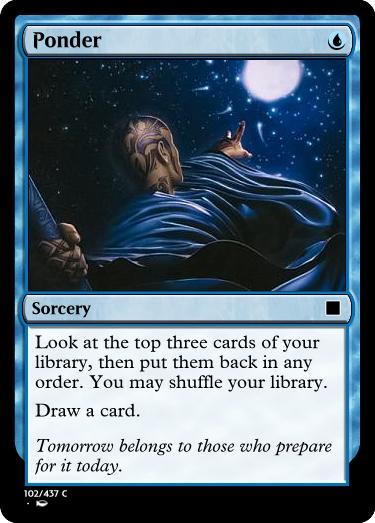 Ponder
Sorcery
Look at the top three cards of your
library, then put them back in any
order. You may shuffle your library.
Draw a card.
Tomorrow belongs to those who prepare
for it today.
102/437 C